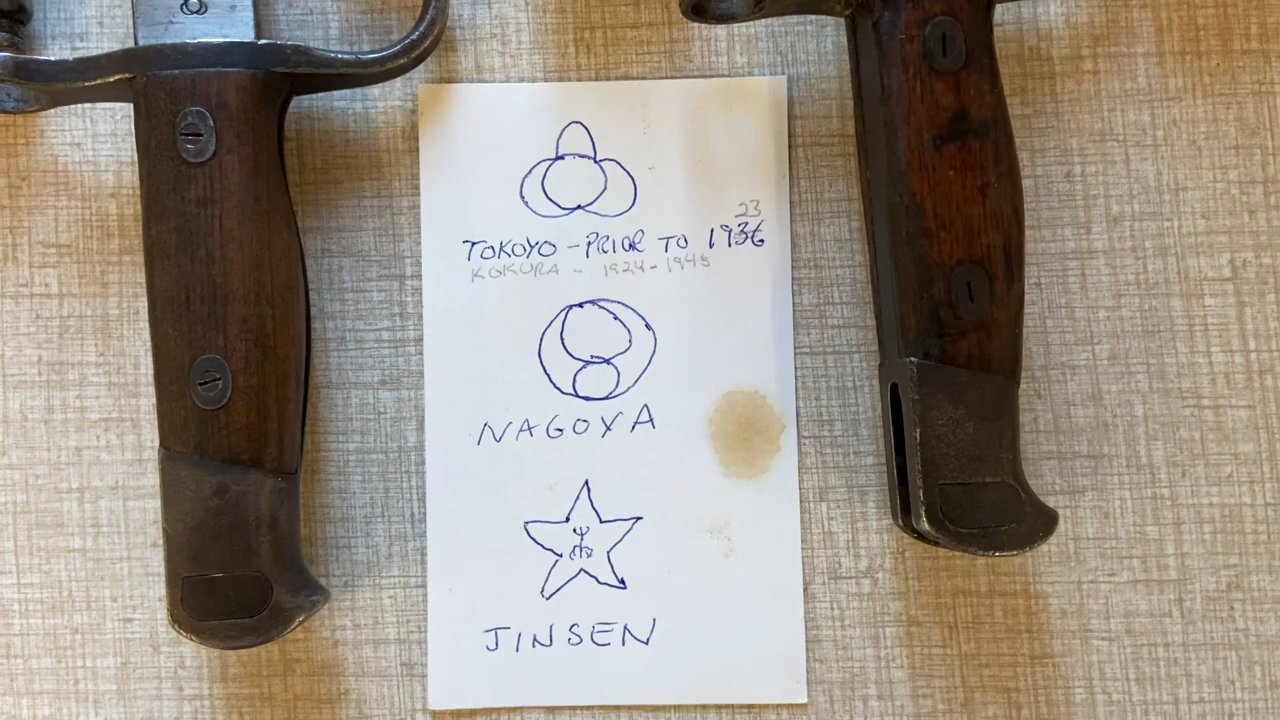 23
TOKOYO - PRIOR TO 1936
KOKURA - 1924 - 1945
NAGOYA
JINSEN